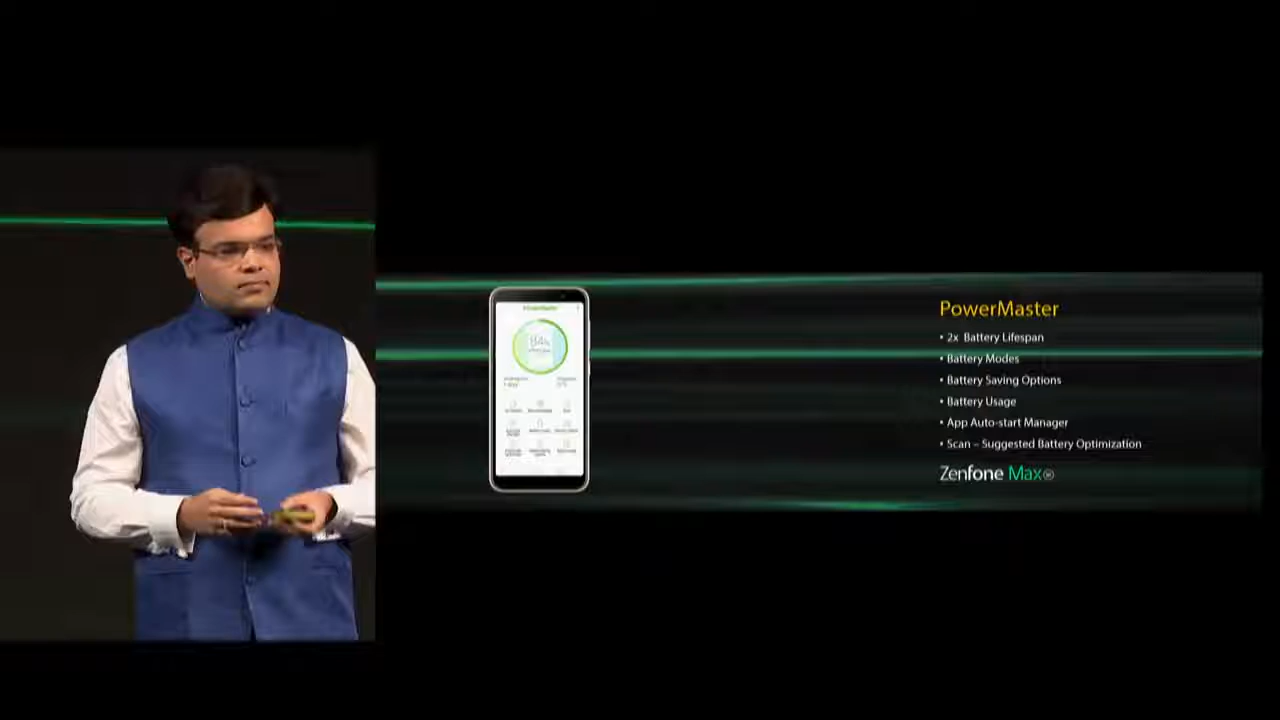 PowerMaster
• 2x Battery Lifespan
• Battery Modes
• Battery Saving Options
• Battery Usage
• App Auto-start Manager
• Scan – Suggested Battery Optimization
Zenfone Max
84%